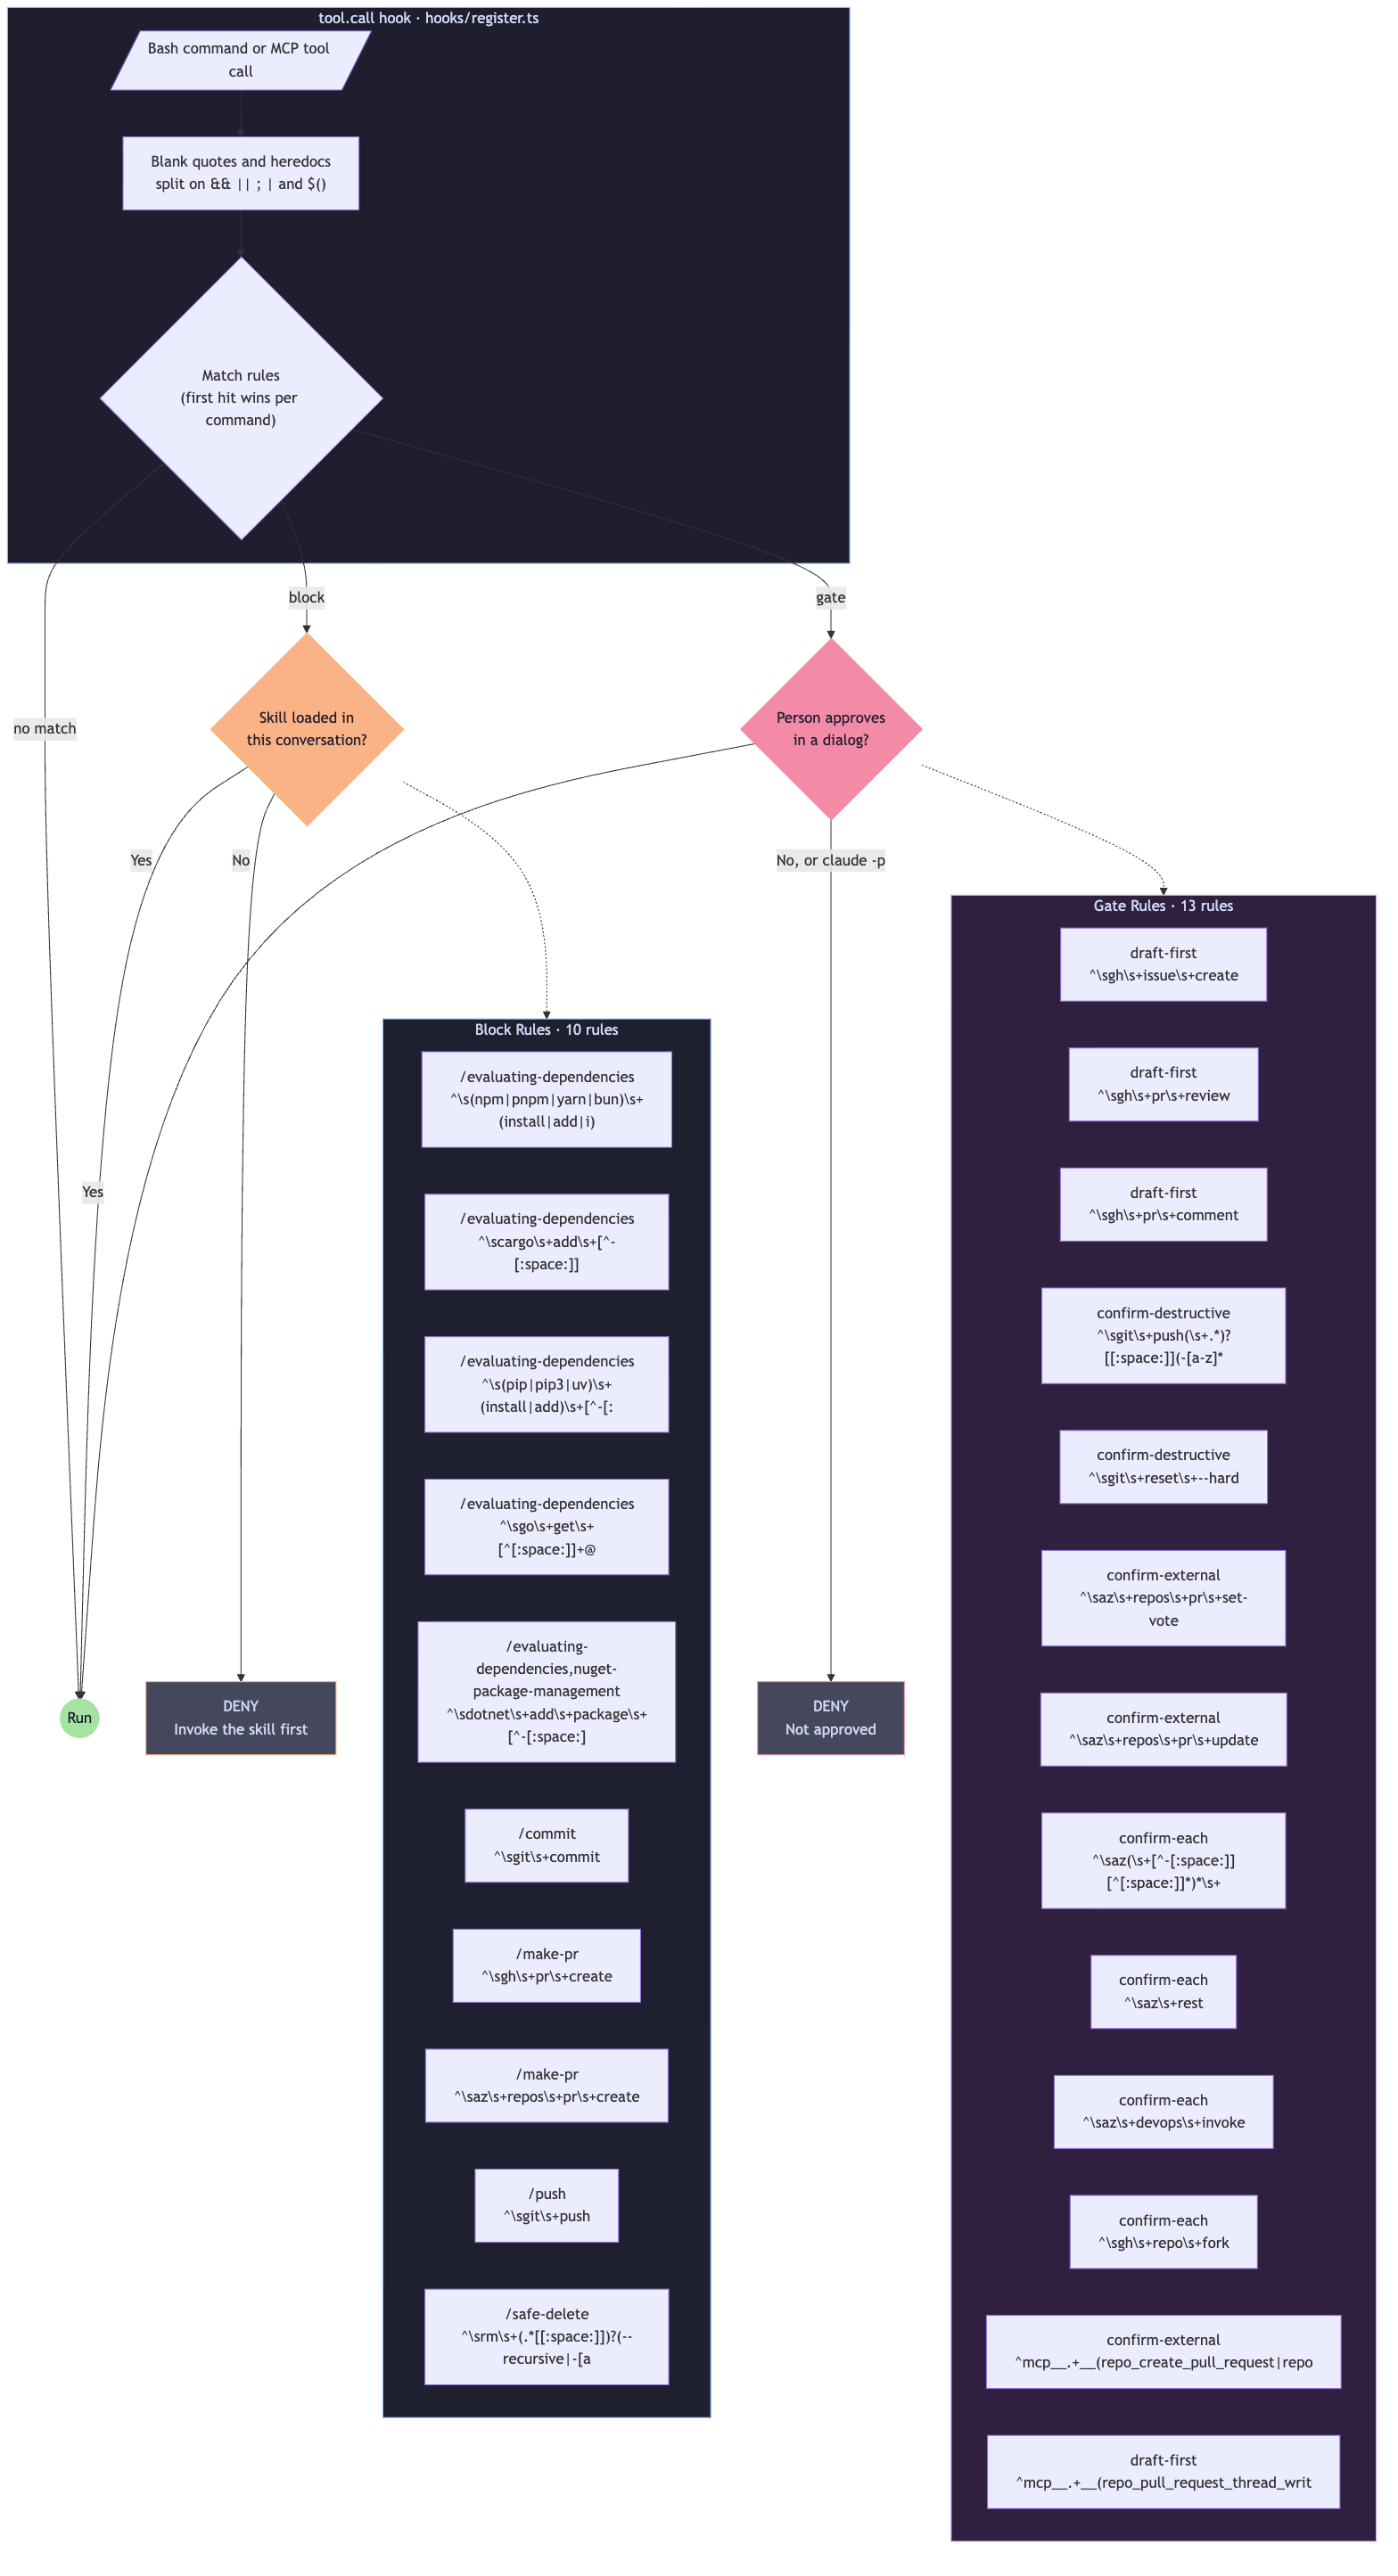 tool.call hook · hooks/register.ts
Bash command or MCP tool
call
Blank quotes and heredocs
split on && || ; | and $()
Match rules
(first hit wins per
command)
block
gate
no match
Skill loaded in
this conversation?
Person approves
in a dialog?
Yes
No
No, or claude -p
Yes
Run
DENY
Invoke the skill first
DENY
Not approved
Block Rules · 10 rules
/evaluating-dependencies
^\s(npm|pnpm|yarn|bun)\s+
(install|add|i)
/evaluating-dependencies
^\scargo\s+add\s+[^-
[:space:]]
/evaluating-dependencies
^\s(pip|pip3|uv)\s+
(install|add)\s+[^-[:
/evaluating-dependencies
^\sgo\s+get\s+
[^[:space:]]+@
/evaluating-
dependencies,nuget-
package-management
^\sdotnet\s+add\s+package\s+
[^-[:space:]
/commit
^\sgit\s+commit
/make-pr
^\sgh\s+pr\s+create
/make-pr
^\saz\s+repos\s+pr\s+create
/push
^\sgit\s+push
/safe-delete
^\srm\s+(.*[[:space:]])?(--
recursive|-[a
Gate Rules · 13 rules
draft-first
^\sgh\s+issue\s+create
draft-first
^\sgh\s+pr\s+review
draft-first
^\sgh\s+pr\s+comment
confirm-destructive
^\sgit\s+push(\s+.*)?
[[:space:]](-[a-z]*
confirm-destructive
^\sgit\s+reset\s+--hard
confirm-external
^\saz\s+repos\s+pr\s+set-
vote
confirm-external
^\saz\s+repos\s+pr\s+update
confirm-each
^\saz(\s+[^-[:space:]]
[^[:space:]]*)*\s+
confirm-each
^\saz\s+rest
confirm-each
^\saz\s+devops\s+invoke
confirm-each
^\sgh\s+repo\s+fork
confirm-external
^mcp__.+__(repo_create_pull_request|repo
draft-first
^mcp__.+__(repo_pull_request_thread_writ